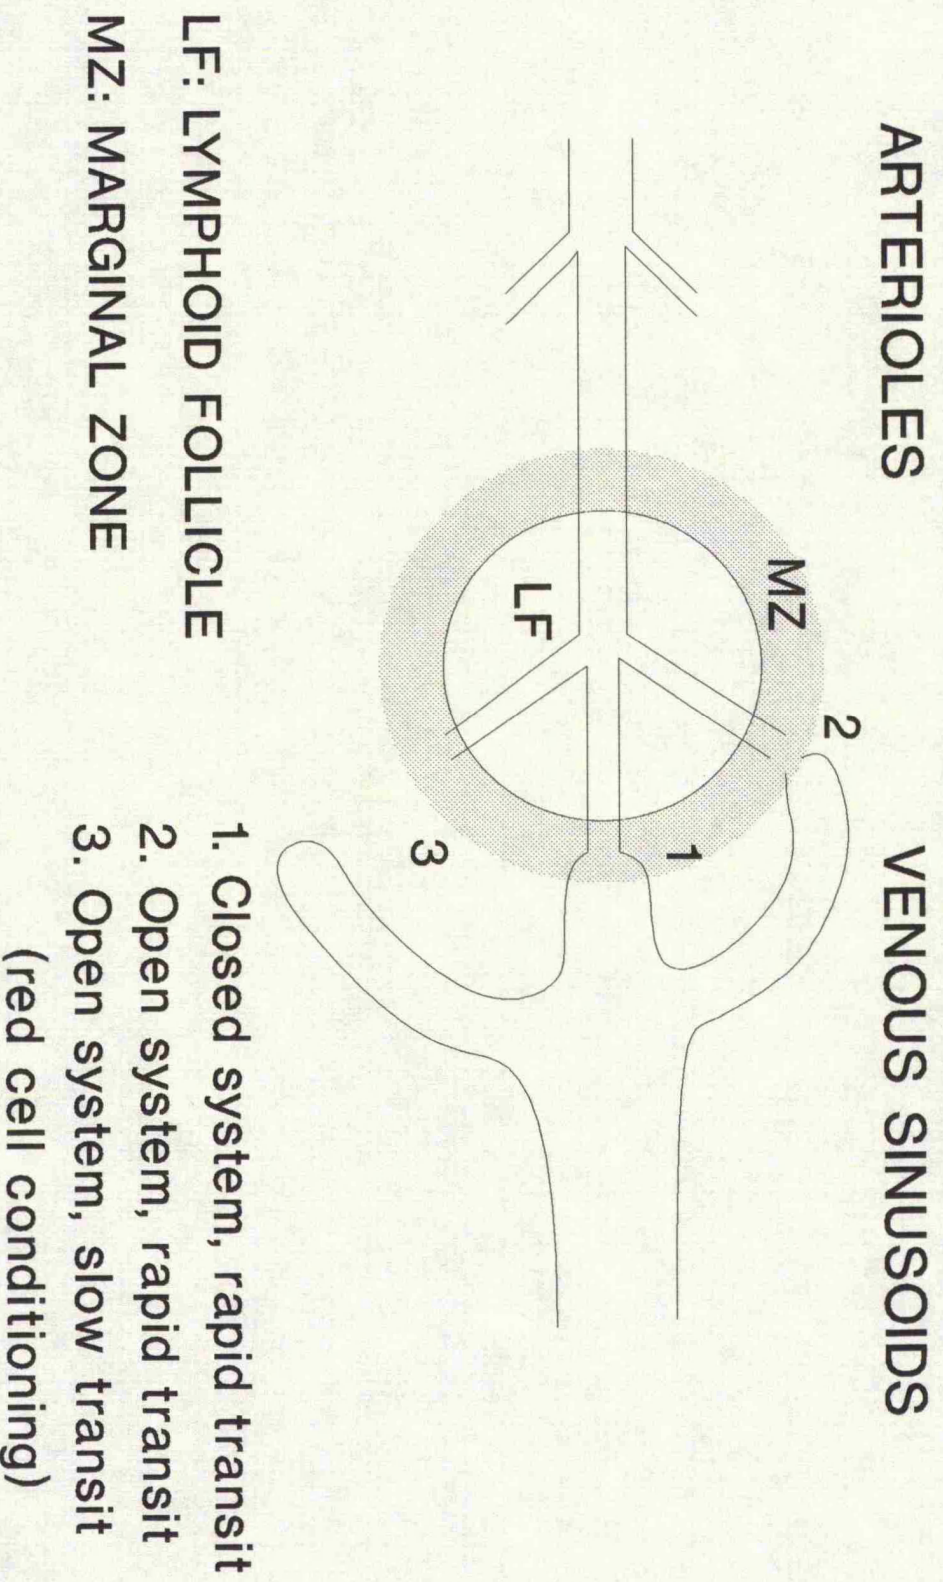 ARTERIOLES
VENOUS SINUSOIDS
MZ
2
LF
1
3
LF: LYMPHOID FOLLICLE
MZ: MARGINAL ZONE
1. Closed system, rapid transit
2. Open system, rapid transit
3. Open system, slow transit
(red cell conditioning)